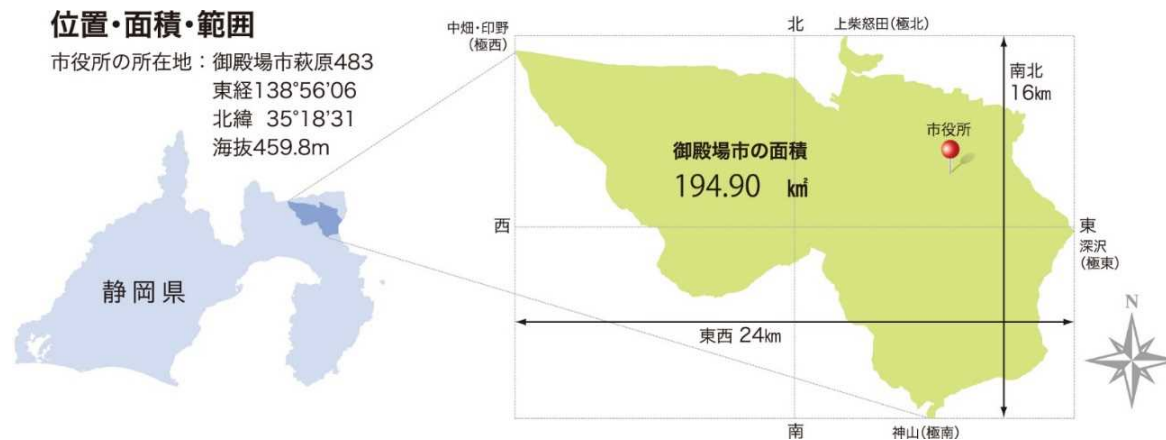 位置・面積・範囲
市役所の所在地：御殿場市萩原483
東経138°56'06
北緯 35°18'31
海抜459.8m
静岡県
中畑・印野
(極西)
北
上柴怒田(極北)
南北
16㎞
市役所
御殿場市の面積
194.90 ㎢
西
東
深沢
(極東)
東西 24㎞
N
南
神山(極南)